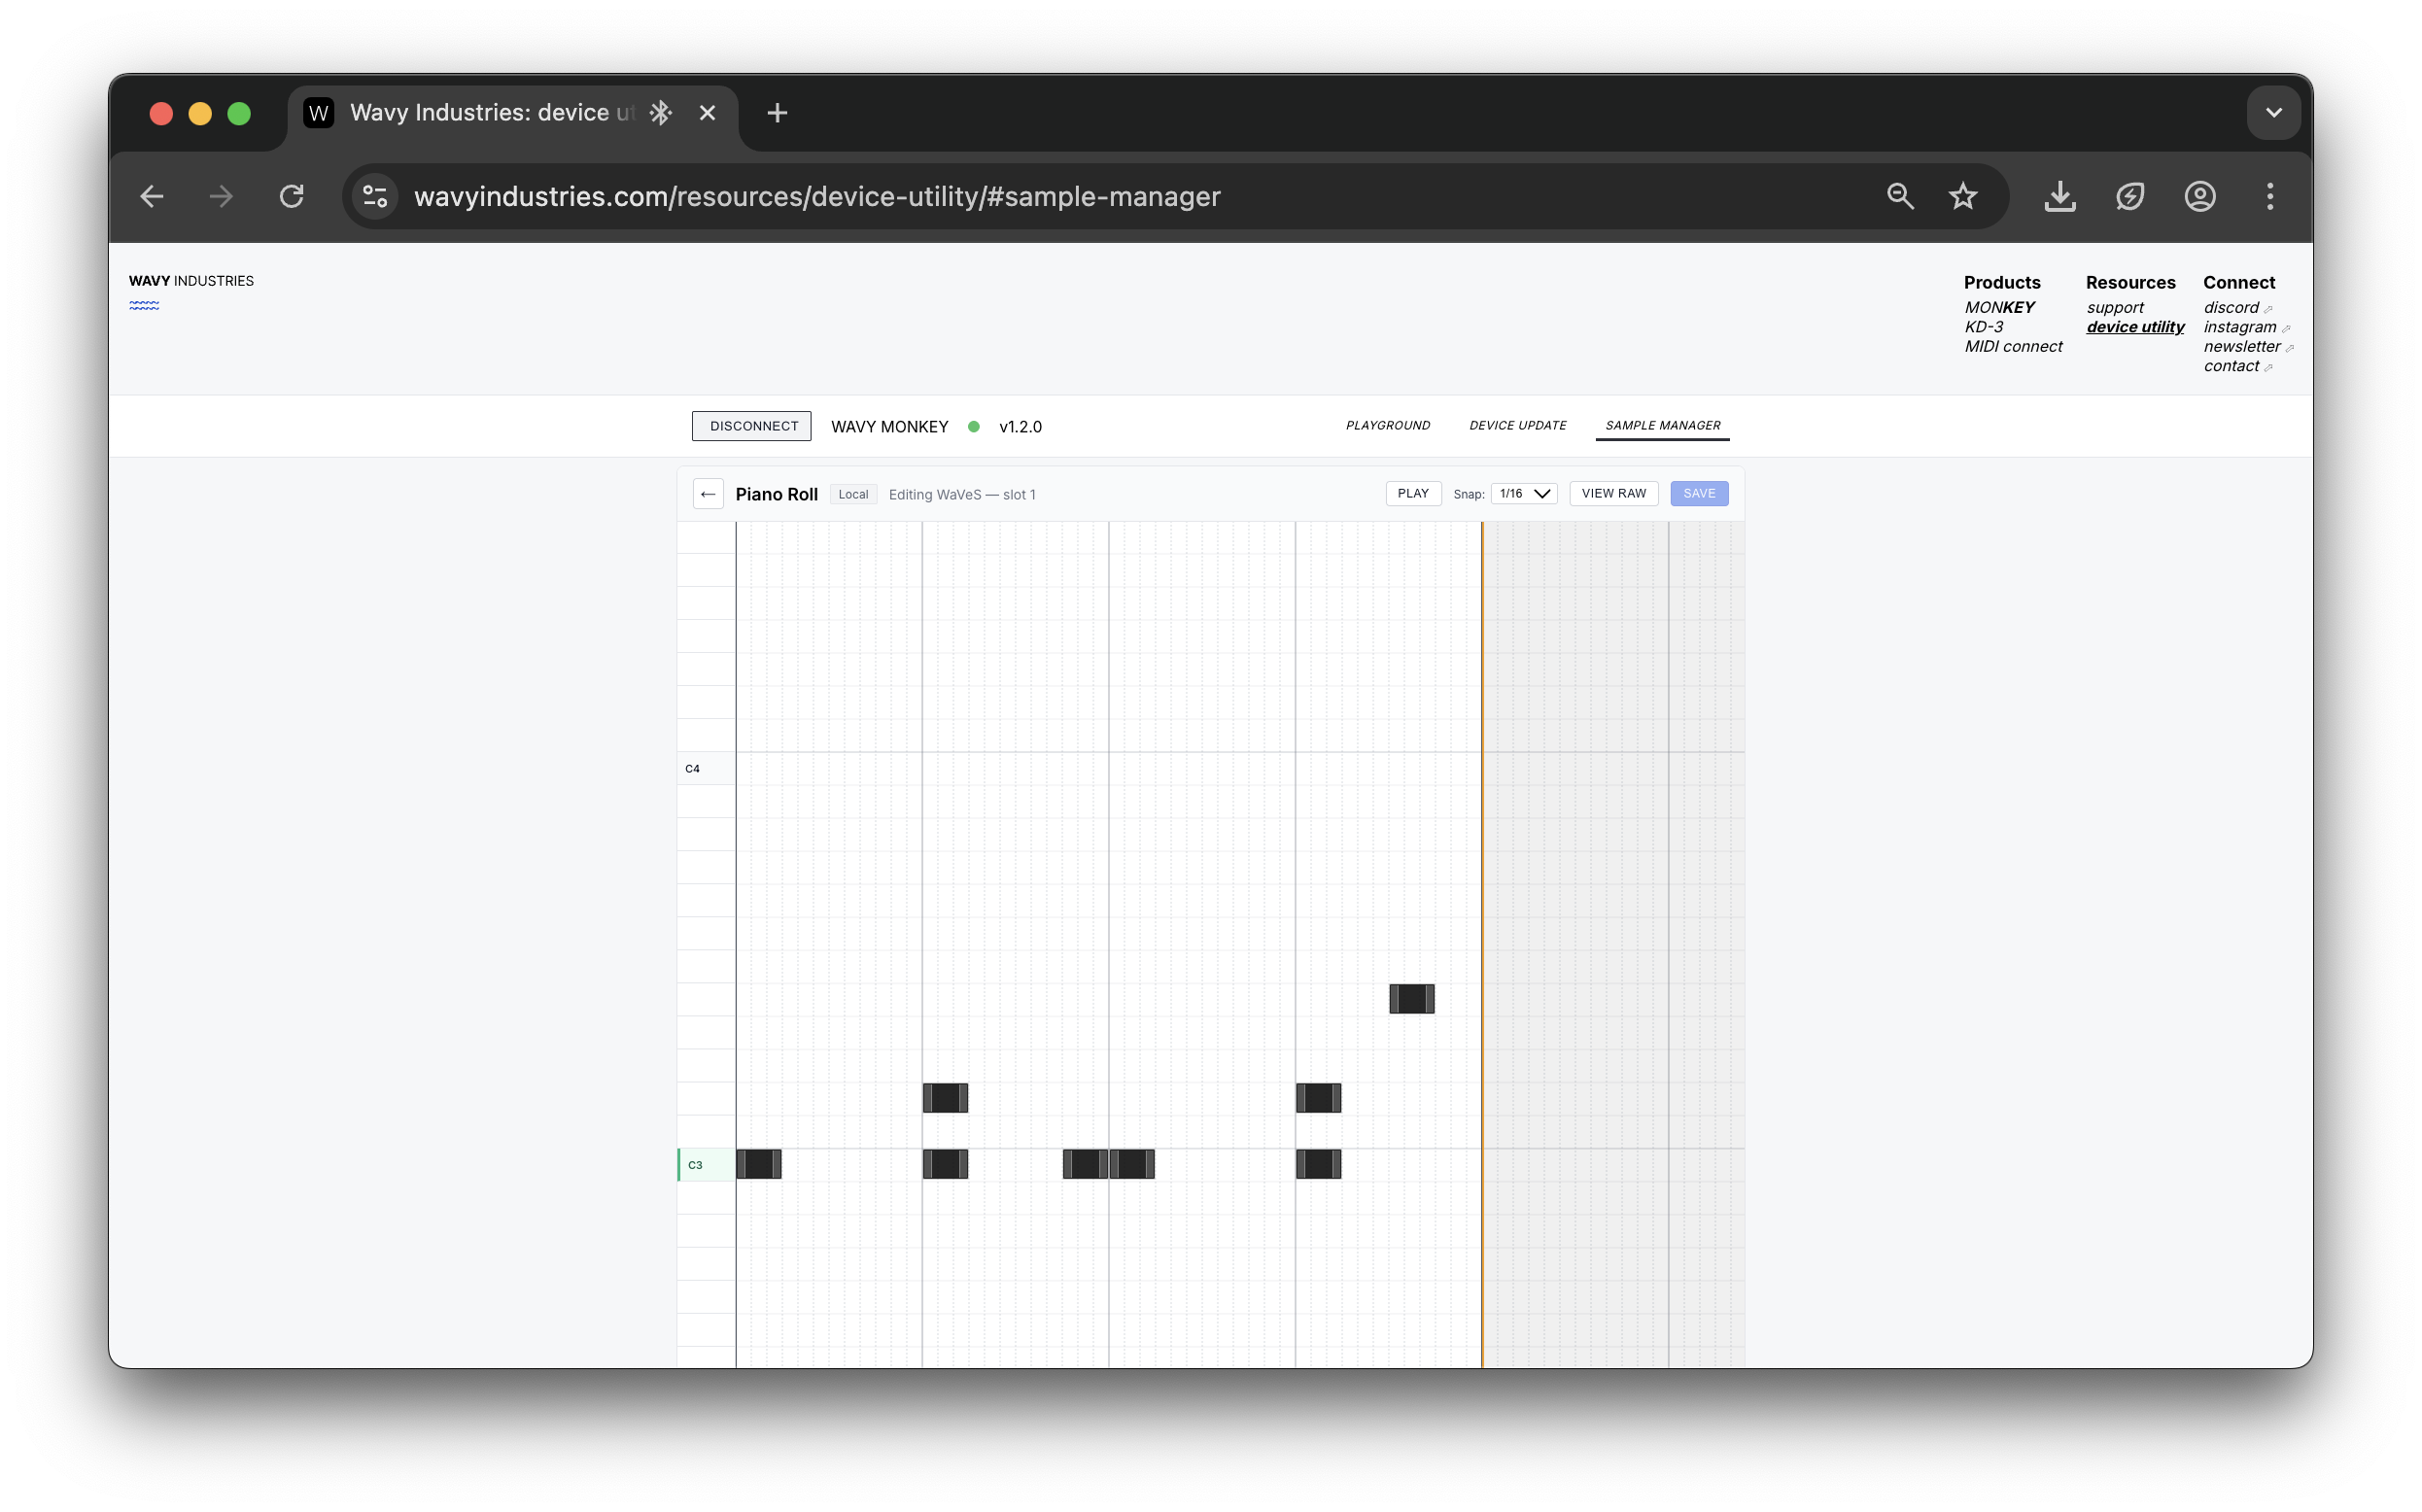 W Wavy Industries: device ut
wavyindustries.com/resources/device-utility/#sample-manager
WAVY INDUSTRIES
Products
MONKEY
KD-3
MIDI connect
Resources
support
device utility
Connect
discord
instagram
newsletter
contact
DISCONNECT WAVY MONKEY v1.2.0
PLAYGROUND DEVICE UPDATE SAMPLE MANAGER
← Piano Roll Local Editing WaVeS — slot 1 PLAY Snap: 1/16 VIEW RAW SAVE
C4
C3